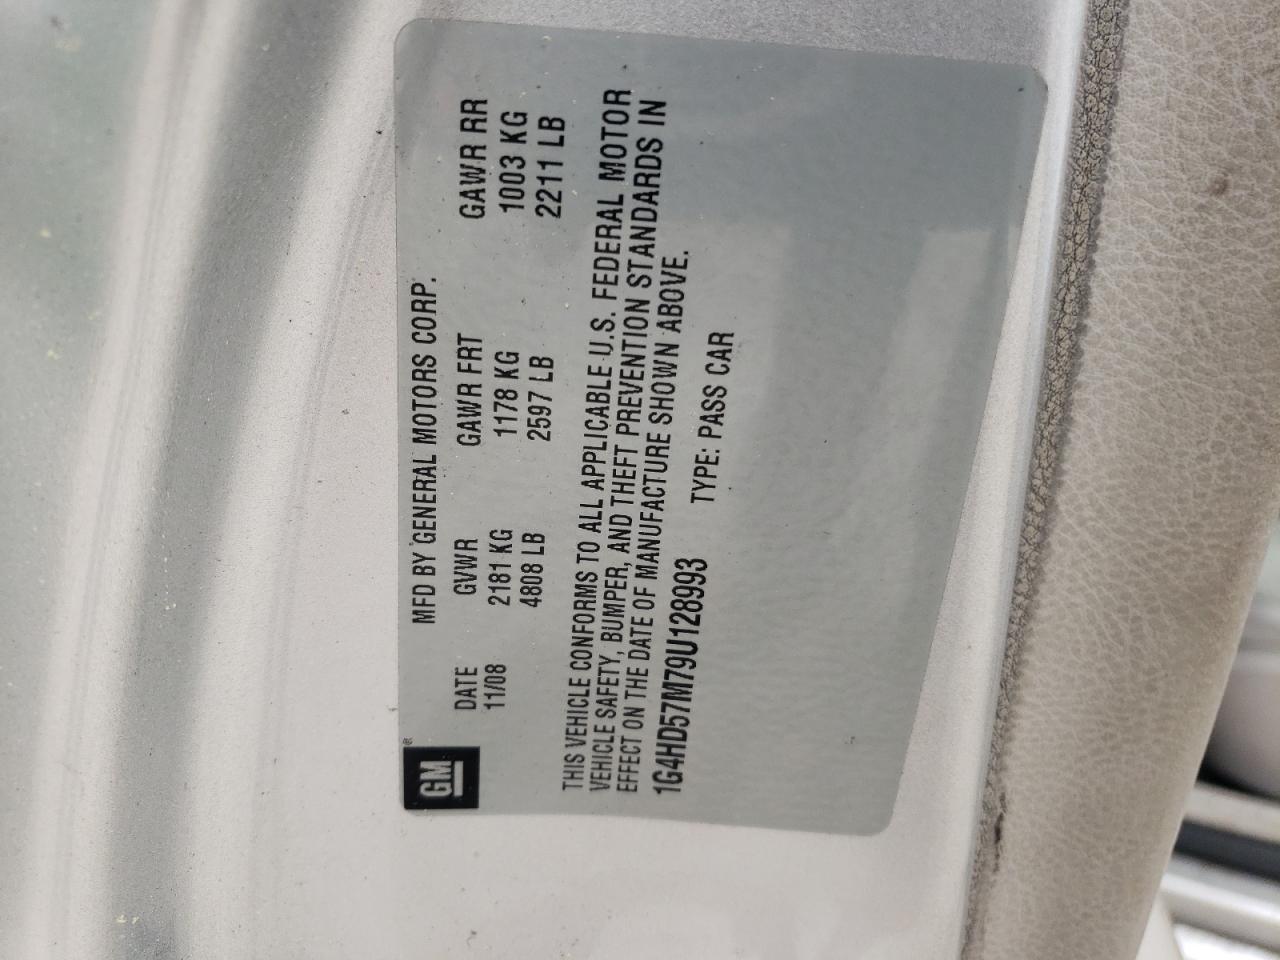 GM®
MFD BY GENERAL MOTORS CORP.
DATE GVWR GAWR FRT GAWR RR
11/08 2181 KG 1178 KG 1003 KG
4808 LB 2597 LB 2211 LB
THIS VEHICLE CONFORMS TO ALL APPLICABLE U.S. FEDERAL MOTOR
VEHICLE SAFETY, BUMPER, AND THEFT PREVENTION STANDARDS IN
EFFECT ON THE DATE OF MANUFACTURE SHOWN ABOVE.
1G4HD57M79U128993 TYPE: PASS CAR